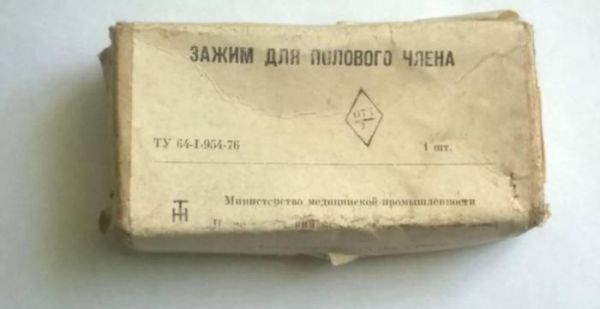 ЗАЖИМ ДЛЯ ПОЛОВОГО ЧЛЕНА
ТУ 64-1-954-76
1 шт.
Министерство медицинской промышленности